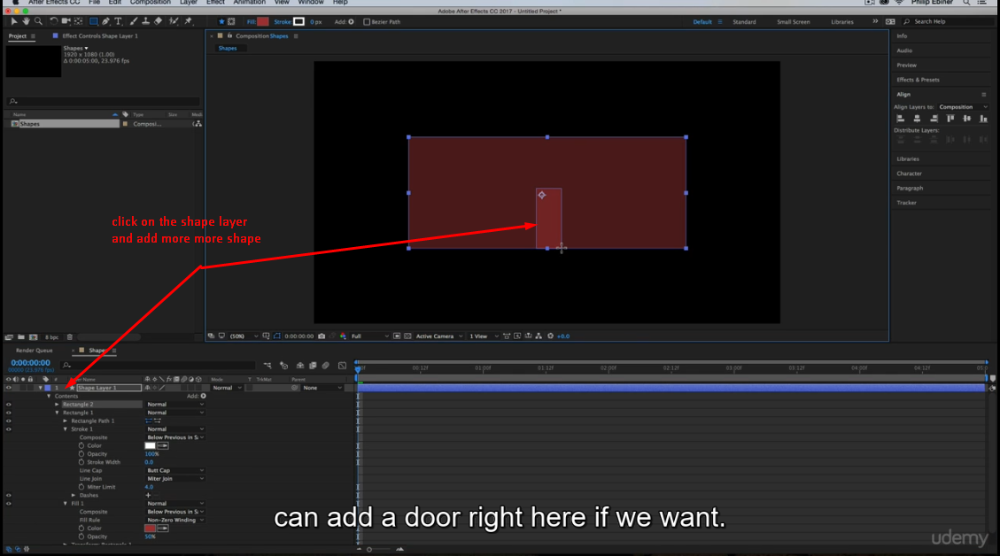 After Effects CC File Edit Composition Layer Effect Animation View Window Help Philip Ebiner
Adobe After Effects CC 2017 - Untitled Project *
Fill: Stroke: 0 px Add: Bezier Path Default Standard Small Screen Libraries Search Help
Project Effect Controls Shape Layer 1
Shapes
1920 x 1080 (1.00)
Δ 0:00:05:00, 23.976 fps
Name Type Size Medi
Shapes Composi...
8 bpc
Composition Shapes
Shapes
(50%) 0:00:00:00 Full Active Camera 1 View +0.0
Info
Audio
Preview
Effects & Presets
Align
Align Layers to: Composition
Distribute Layers:
Libraries
Character
Paragraph
Tracker
click on the shape layer
and add more more shape
Render Queue Shapes
0:00:00:00
00000 (23.976 fps)
# Layer Name Mode T TrkMat Parent
00:12f 01:00f 01:12f 02:00f 02:12f 03:00f 03:12f 04:00f 04:12f
1 Shape Layer 1 Normal None
Contents Add:
Rectangle 2 Normal
Rectangle 1 Normal
Rectangle Path 1
Stroke 1 Normal
Composite Below Previous in Sa
Color
Opacity 100%
Stroke Width 0.0
Line Cap Butt Cap
Line Join Miter Join
Miter Limit 4.0
Dashes
Fill 1 Normal
Composite Below Previous in Sa
Fill Rule Non-Zero Winding
Color
Opacity 50%
can add a door right here if we want.
udemy